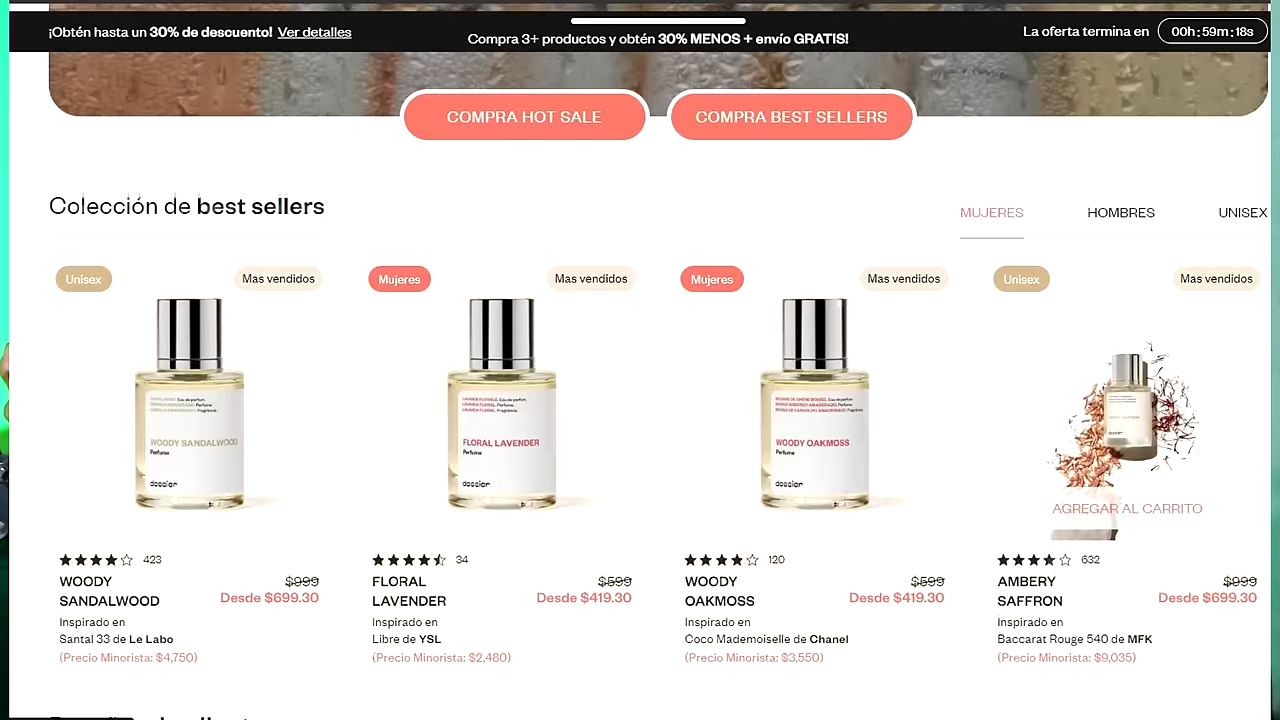 ¡Obtén hasta un 30% de descuento! Ver detalles
Compra 3+ productos y obtén 30% MENOS + envío GRATIS!
La oferta termina en 00h : 59m : 18s
COMPRA HOT SALE
COMPRA BEST SELLERS
Colección de best sellers
MUJERES
HOMBRES
UNISEX
Unisex
Mas vendidos
WOODY SANDALWOOD
Perfume
dossier
423
WOODY SANDALWOOD
$999
Desde $699.30
Inspirado en
Santal 33 de Le Labo
(Precio Minorista: $4,750)
Mujeres
Mas vendidos
FLORAL LAVENDER
Perfume
dossier
34
FLORAL LAVENDER
$599
Desde $419.30
Inspirado en
Libre de YSL
(Precio Minorista: $2,480)
Mujeres
Mas vendidos
WOODY OAKMOSS
Perfume
dossier
120
WOODY OAKMOSS
$599
Desde $419.30
Inspirado en
Coco Mademoiselle de Chanel
(Precio Minorista: $3,550)
Unisex
Mas vendidos
dossier
AGREGAR AL CARRITO
632
AMBERY SAFFRON
$999
Desde $699.30
Inspirado en
Baccarat Rouge 540 de MFK
(Precio Minorista: $9,035)